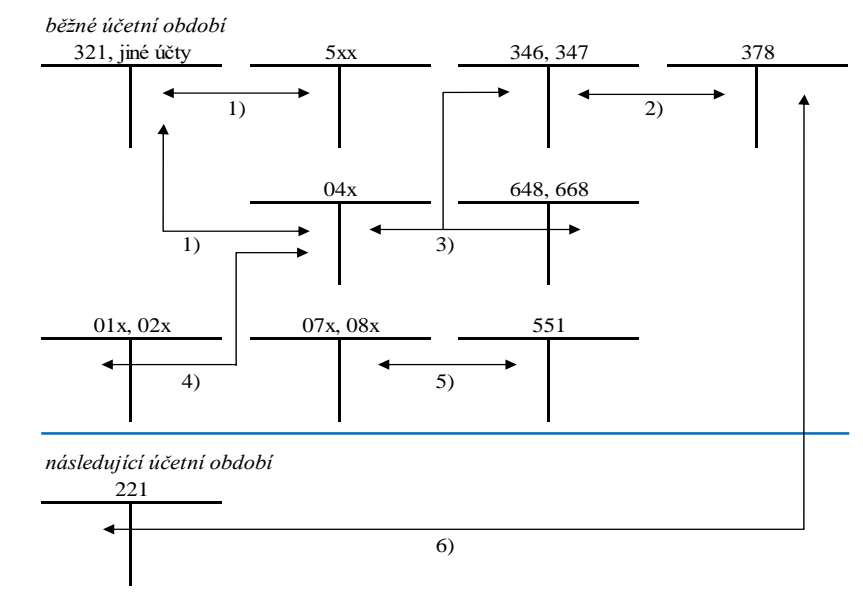 běžné účetní období
321, jiné účty 5xx 346, 347 378
1) 2)
04x 648, 668
1) 3)
01x, 02x 07x, 08x 551
4) 5)
následující účetní období
221
6)